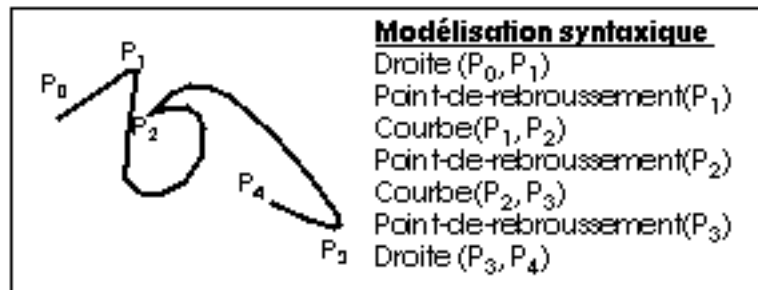 P0
P1
P2
P3
P4
Modélisation syntaxique
Droite (P0, P1)
Point-de-rebroussement(P1)
Courbe(P1, P2)
Point-de-rebroussement(P2)
Courbe(P2, P3)
Point-de-rebroussement(P3)
Droite (P3, P4)